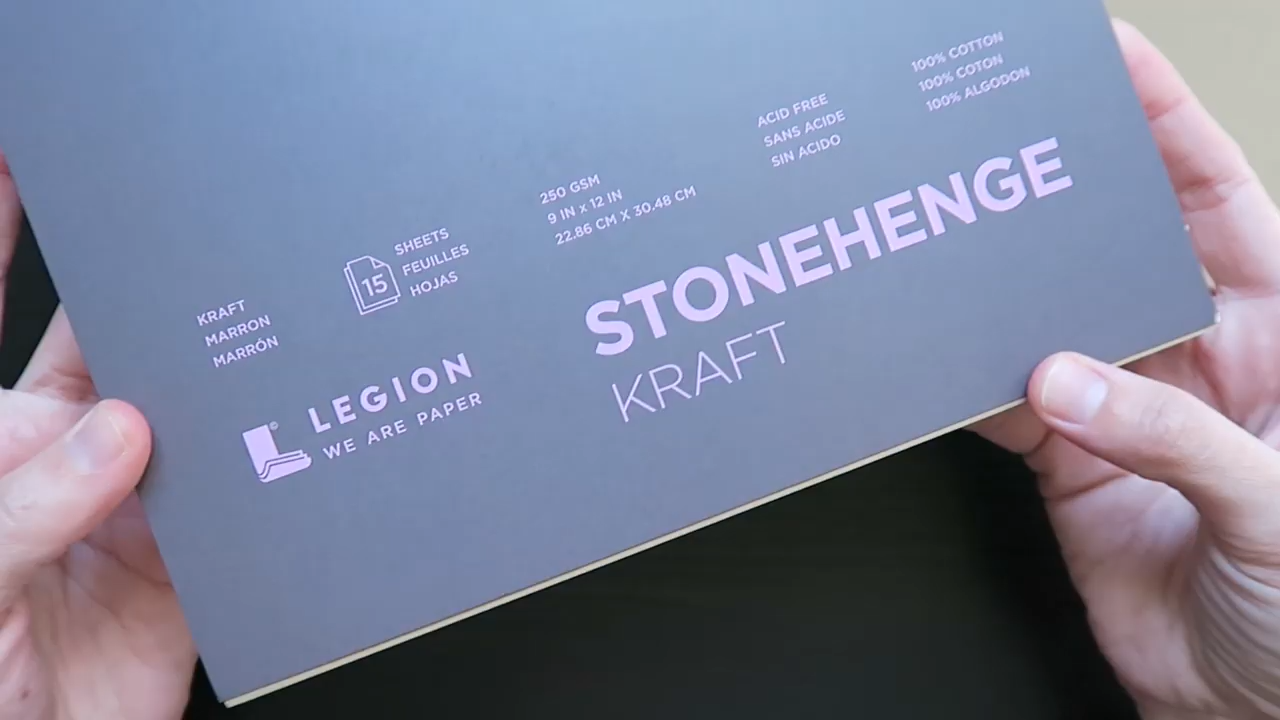 100% COTTON
100% COTON
100% ALGODON
ACID FREE
SANS ACIDE
SIN ACIDO
250 GSM
9 IN x 12 IN
22.86 CM X 30.48 CM
15
SHEETS
FEUILLES
HOJAS
KRAFT
MARRON
MARRÓN
STONEHENGE
KRAFT
LEGION
WE ARE PAPER